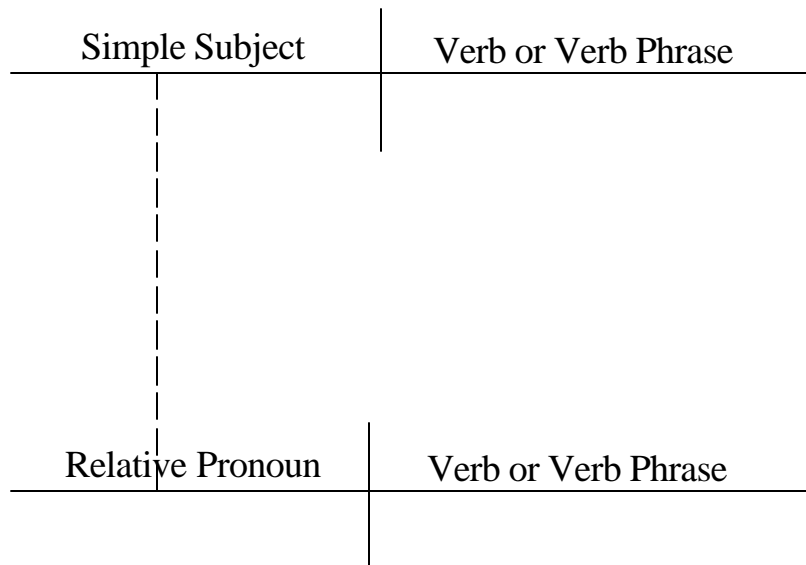 Simple Subject
Verb or Verb Phrase
Relative Pronoun
Verb or Verb Phrase